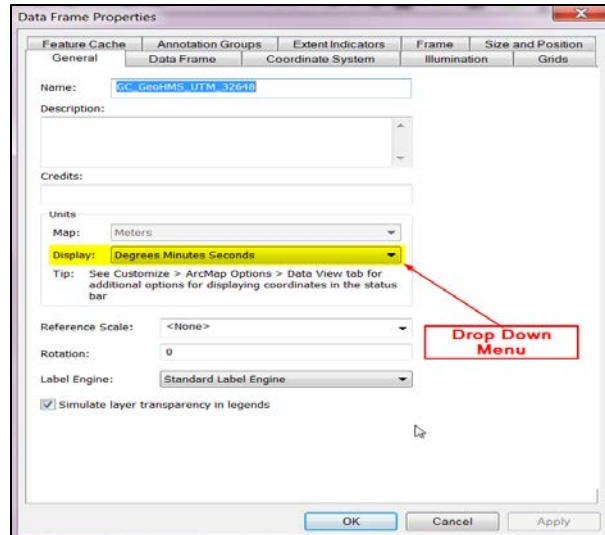 Data Frame Properties
Feature Cache Annotation Groups Extent Indicators Frame Size and Position
General Data Frame Coordinate System Illumination Grids
Name: GC_GeoHMS_UTM_32648
Description:
Credits:
Units
Map: Meters
Display: Degrees Minutes Seconds
Tip: See Customize > ArcMap Options > Data View tab for
additional options for displaying coordinates in the status
bar
Reference Scale: <None>
Drop Down
Menu
Rotation: 0
Label Engine: Standard Label Engine
Simulate layer transparency in legends
OK Cancel Apply